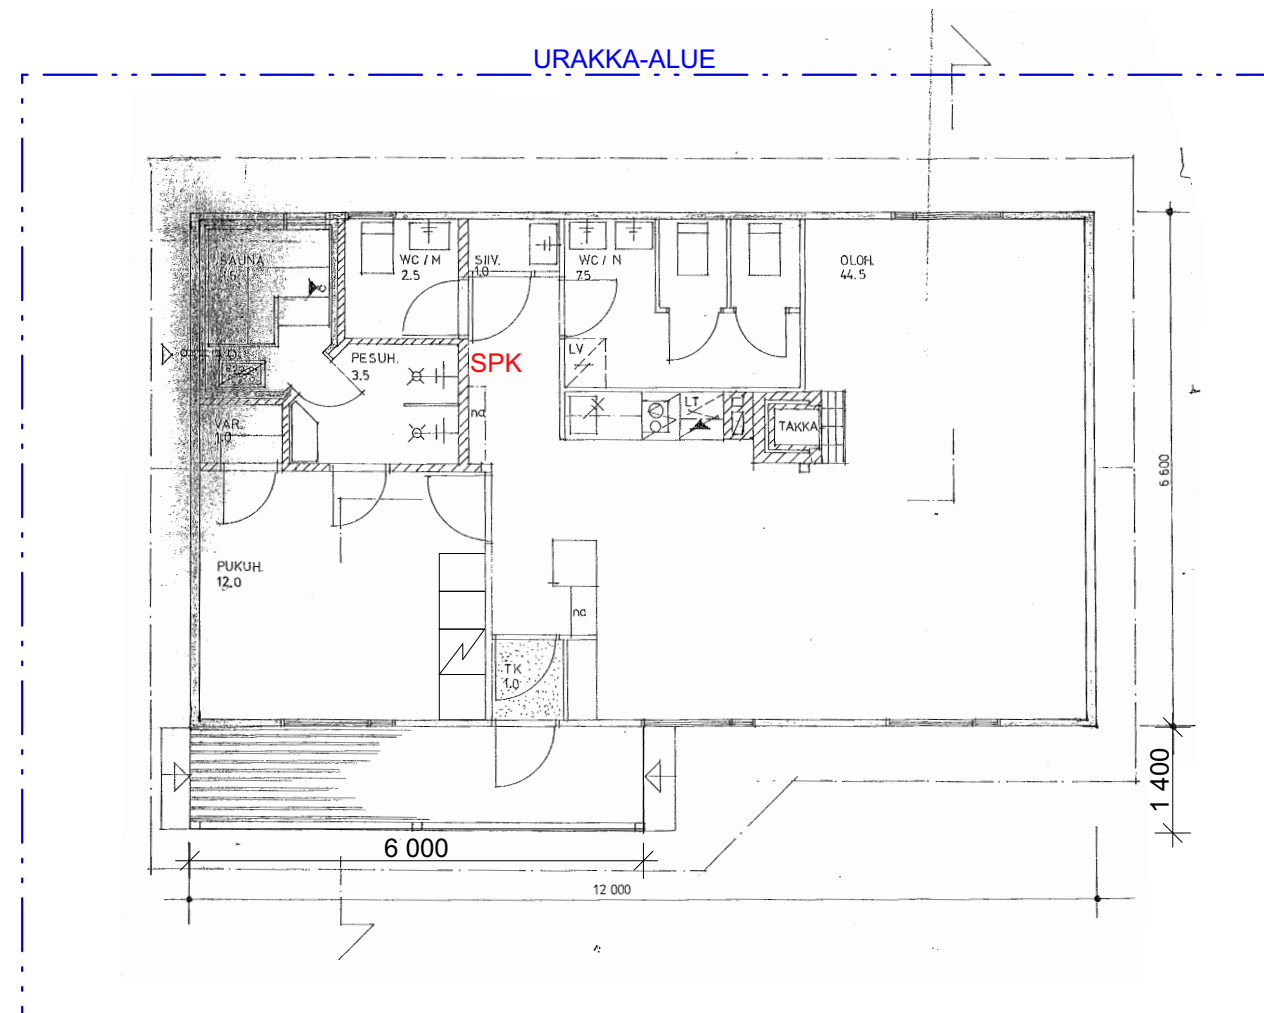 URAKKA-ALUE
SAUNA
WC / M
2.5
SIIV.
1.0
WC / N
7.5
OLOH.
44.5
PESUH.
3.5
SPK
LV
na
LT
TAKKA
VAR.
1.0
6 600
PUKUH.
12.0
na
TK
1.0
1 400
6 000
12 000